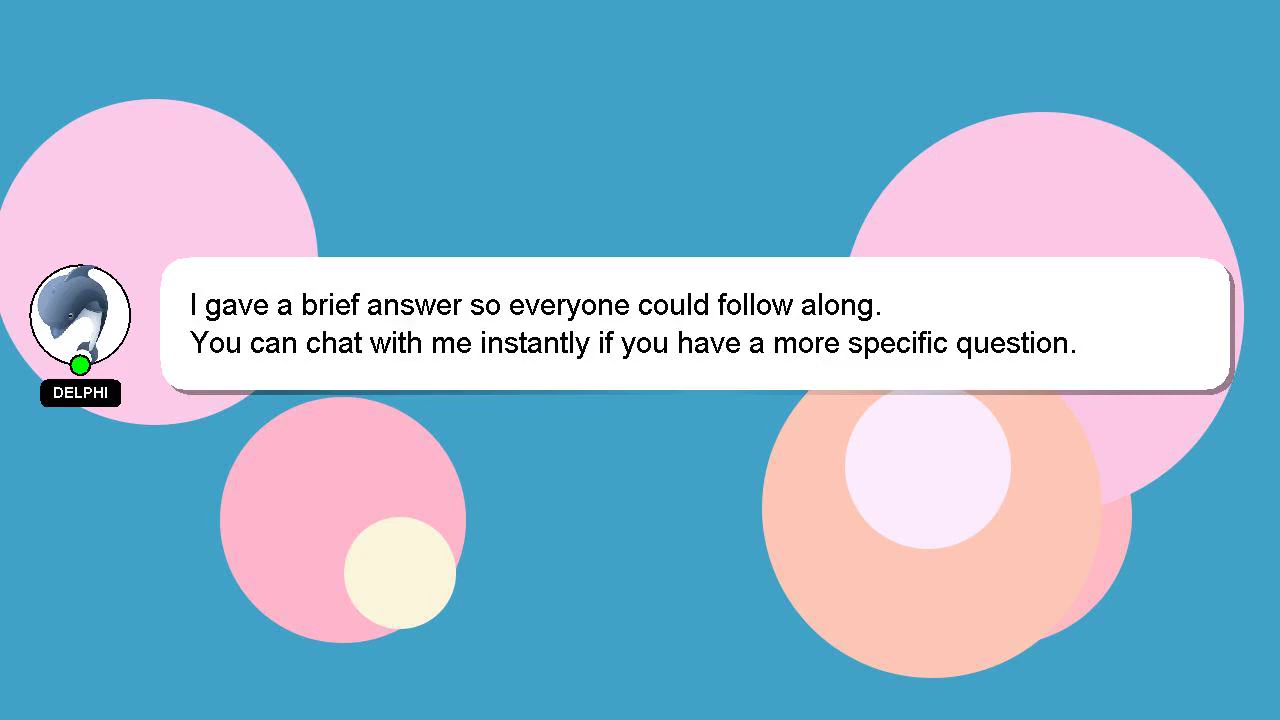 I gave a brief answer so everyone could follow along.
You can chat with me instantly if you have a more specific question.
DELPHI